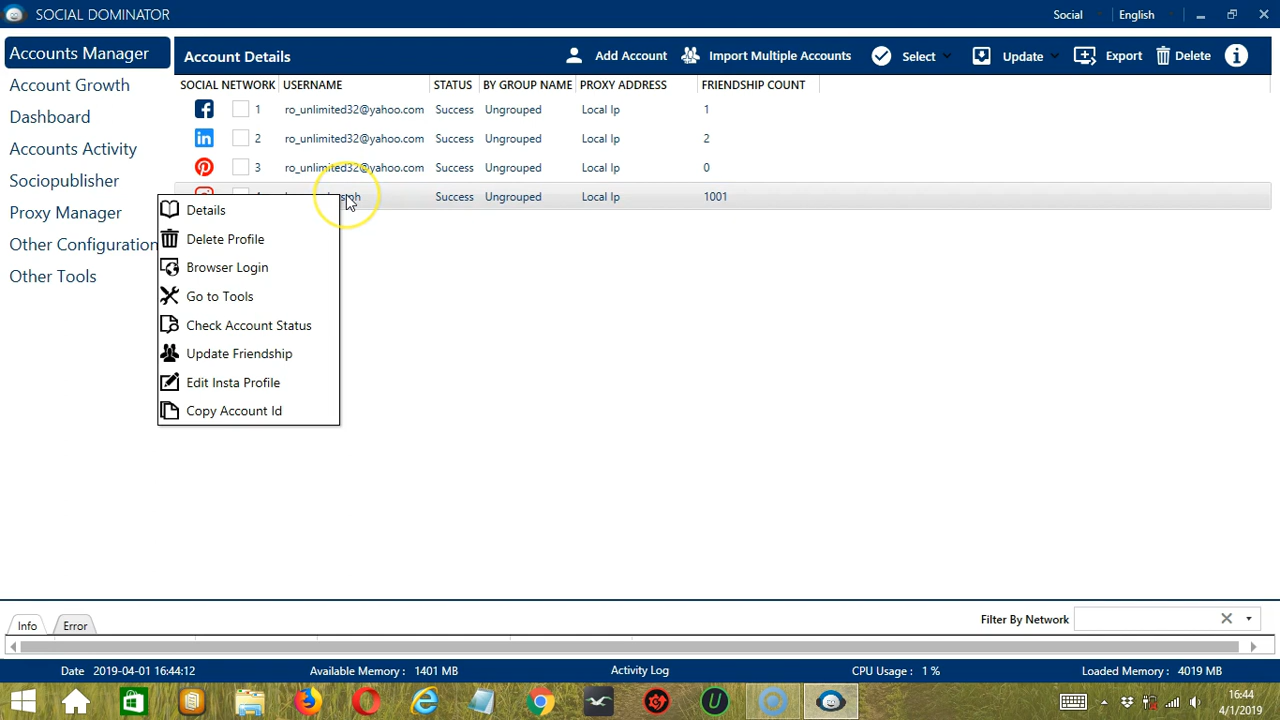 SOCIAL DOMINATOR
Social
English
Accounts Manager
Account Growth
Dashboard
Accounts Activity
Sociopublisher
Proxy Manager
Other Configuration
Other Tools
Account Details
Add Account
Import Multiple Accounts
Select
Update
Export
Delete
SOCIAL NETWORK USERNAME STATUS BY GROUP NAME PROXY ADDRESS FRIENDSHIP COUNT
1 ro_unlimited32@yahoo.com Success Ungrouped Local Ip 1
2 ro_unlimited32@yahoo.com Success Ungrouped Local Ip 2
3 ro_unlimited32@yahoo.com Success Ungrouped Local Ip 0
Success Ungrouped Local Ip 1001
Details
Delete Profile
Browser Login
Go to Tools
Check Account Status
Update Friendship
Edit Insta Profile
Copy Account Id
Info
Error
Filter By Network
Date 2019-04-01 16:44:12
Available Memory : 1401 MB
Activity Log
CPU Usage : 1 %
Loaded Memory : 4019 MB
16:44
4/1/2019